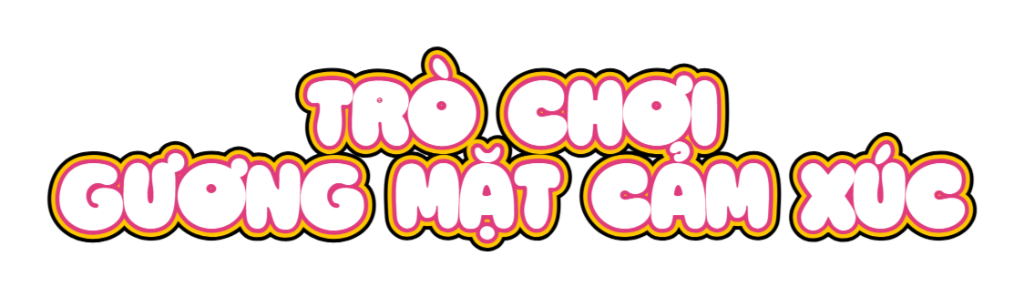 TRÒ CHƠI
GƯƠNG MẶT CẢM XÚC